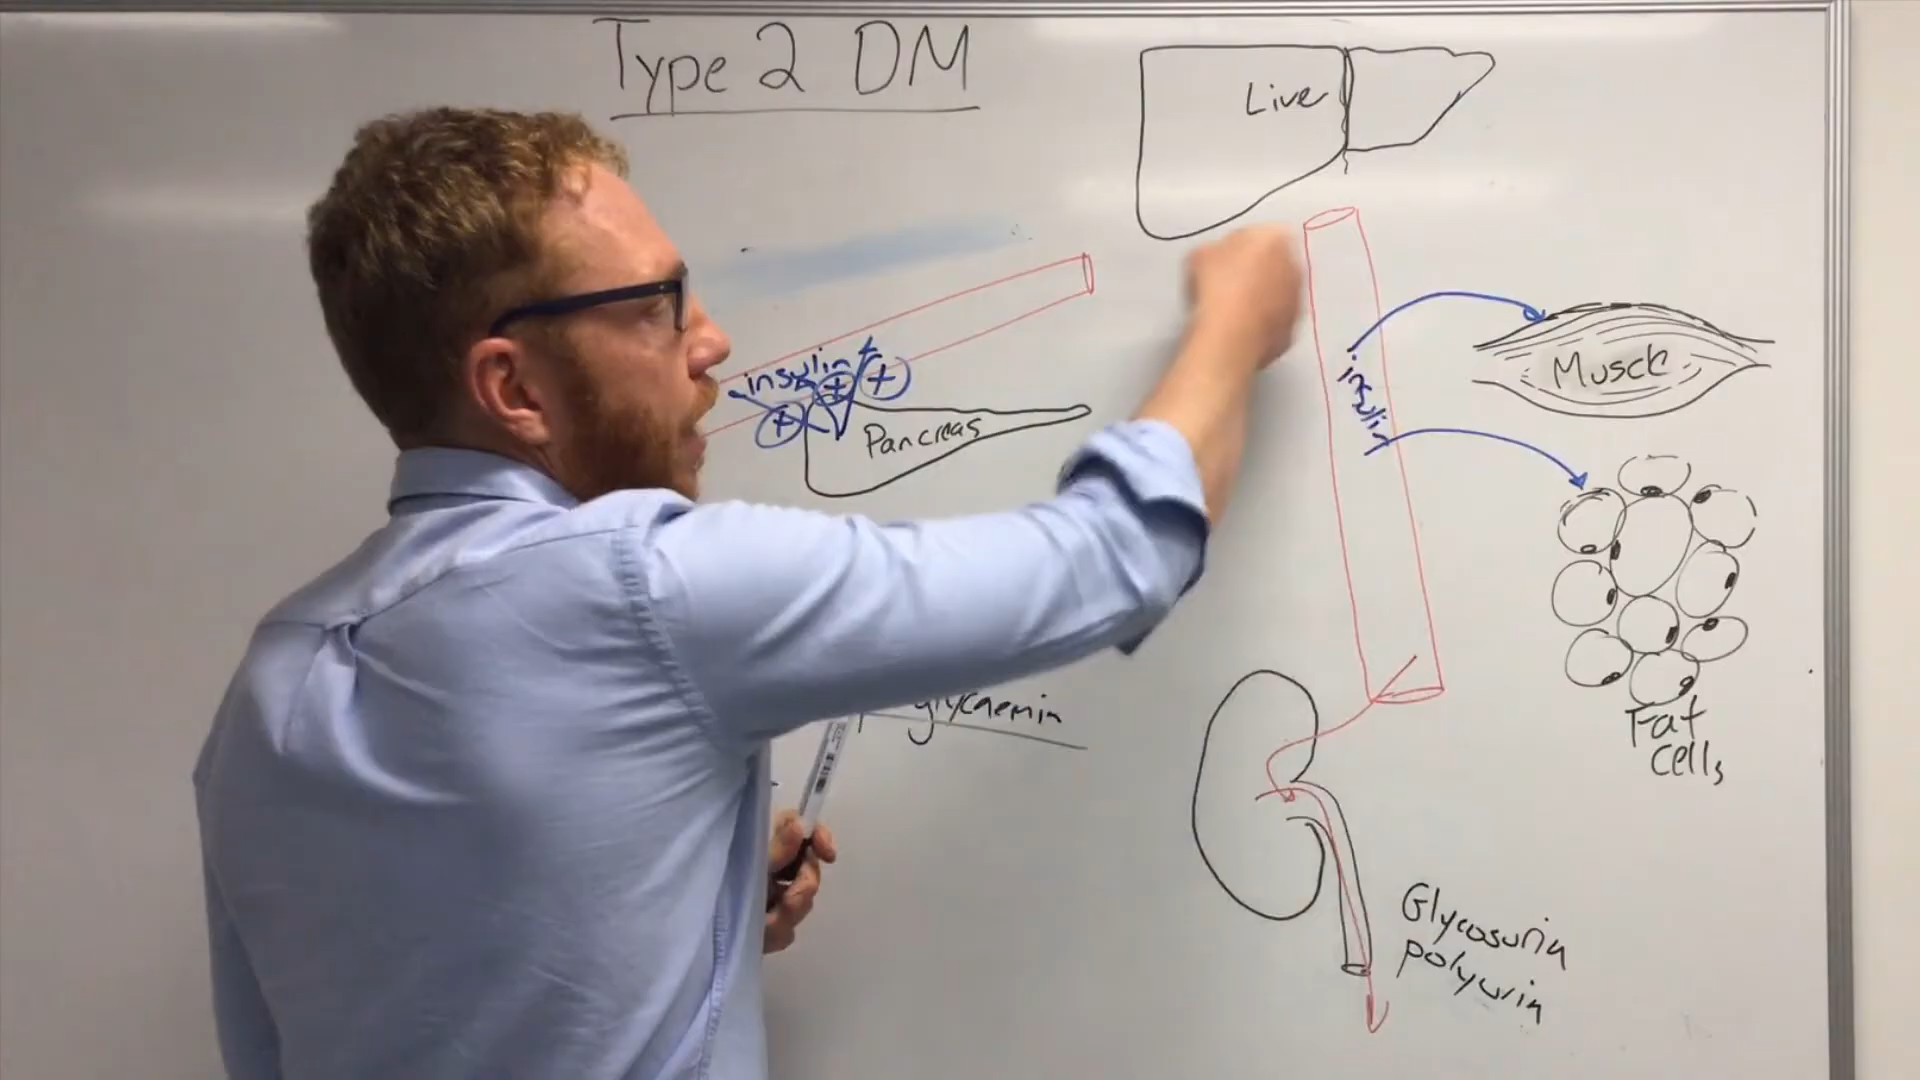 Type 2 DM
Live
insulin
+ + +
Pancreas
insulin
Muscle
Fat
Cells
glycaemia
Glycosuria
polyuria